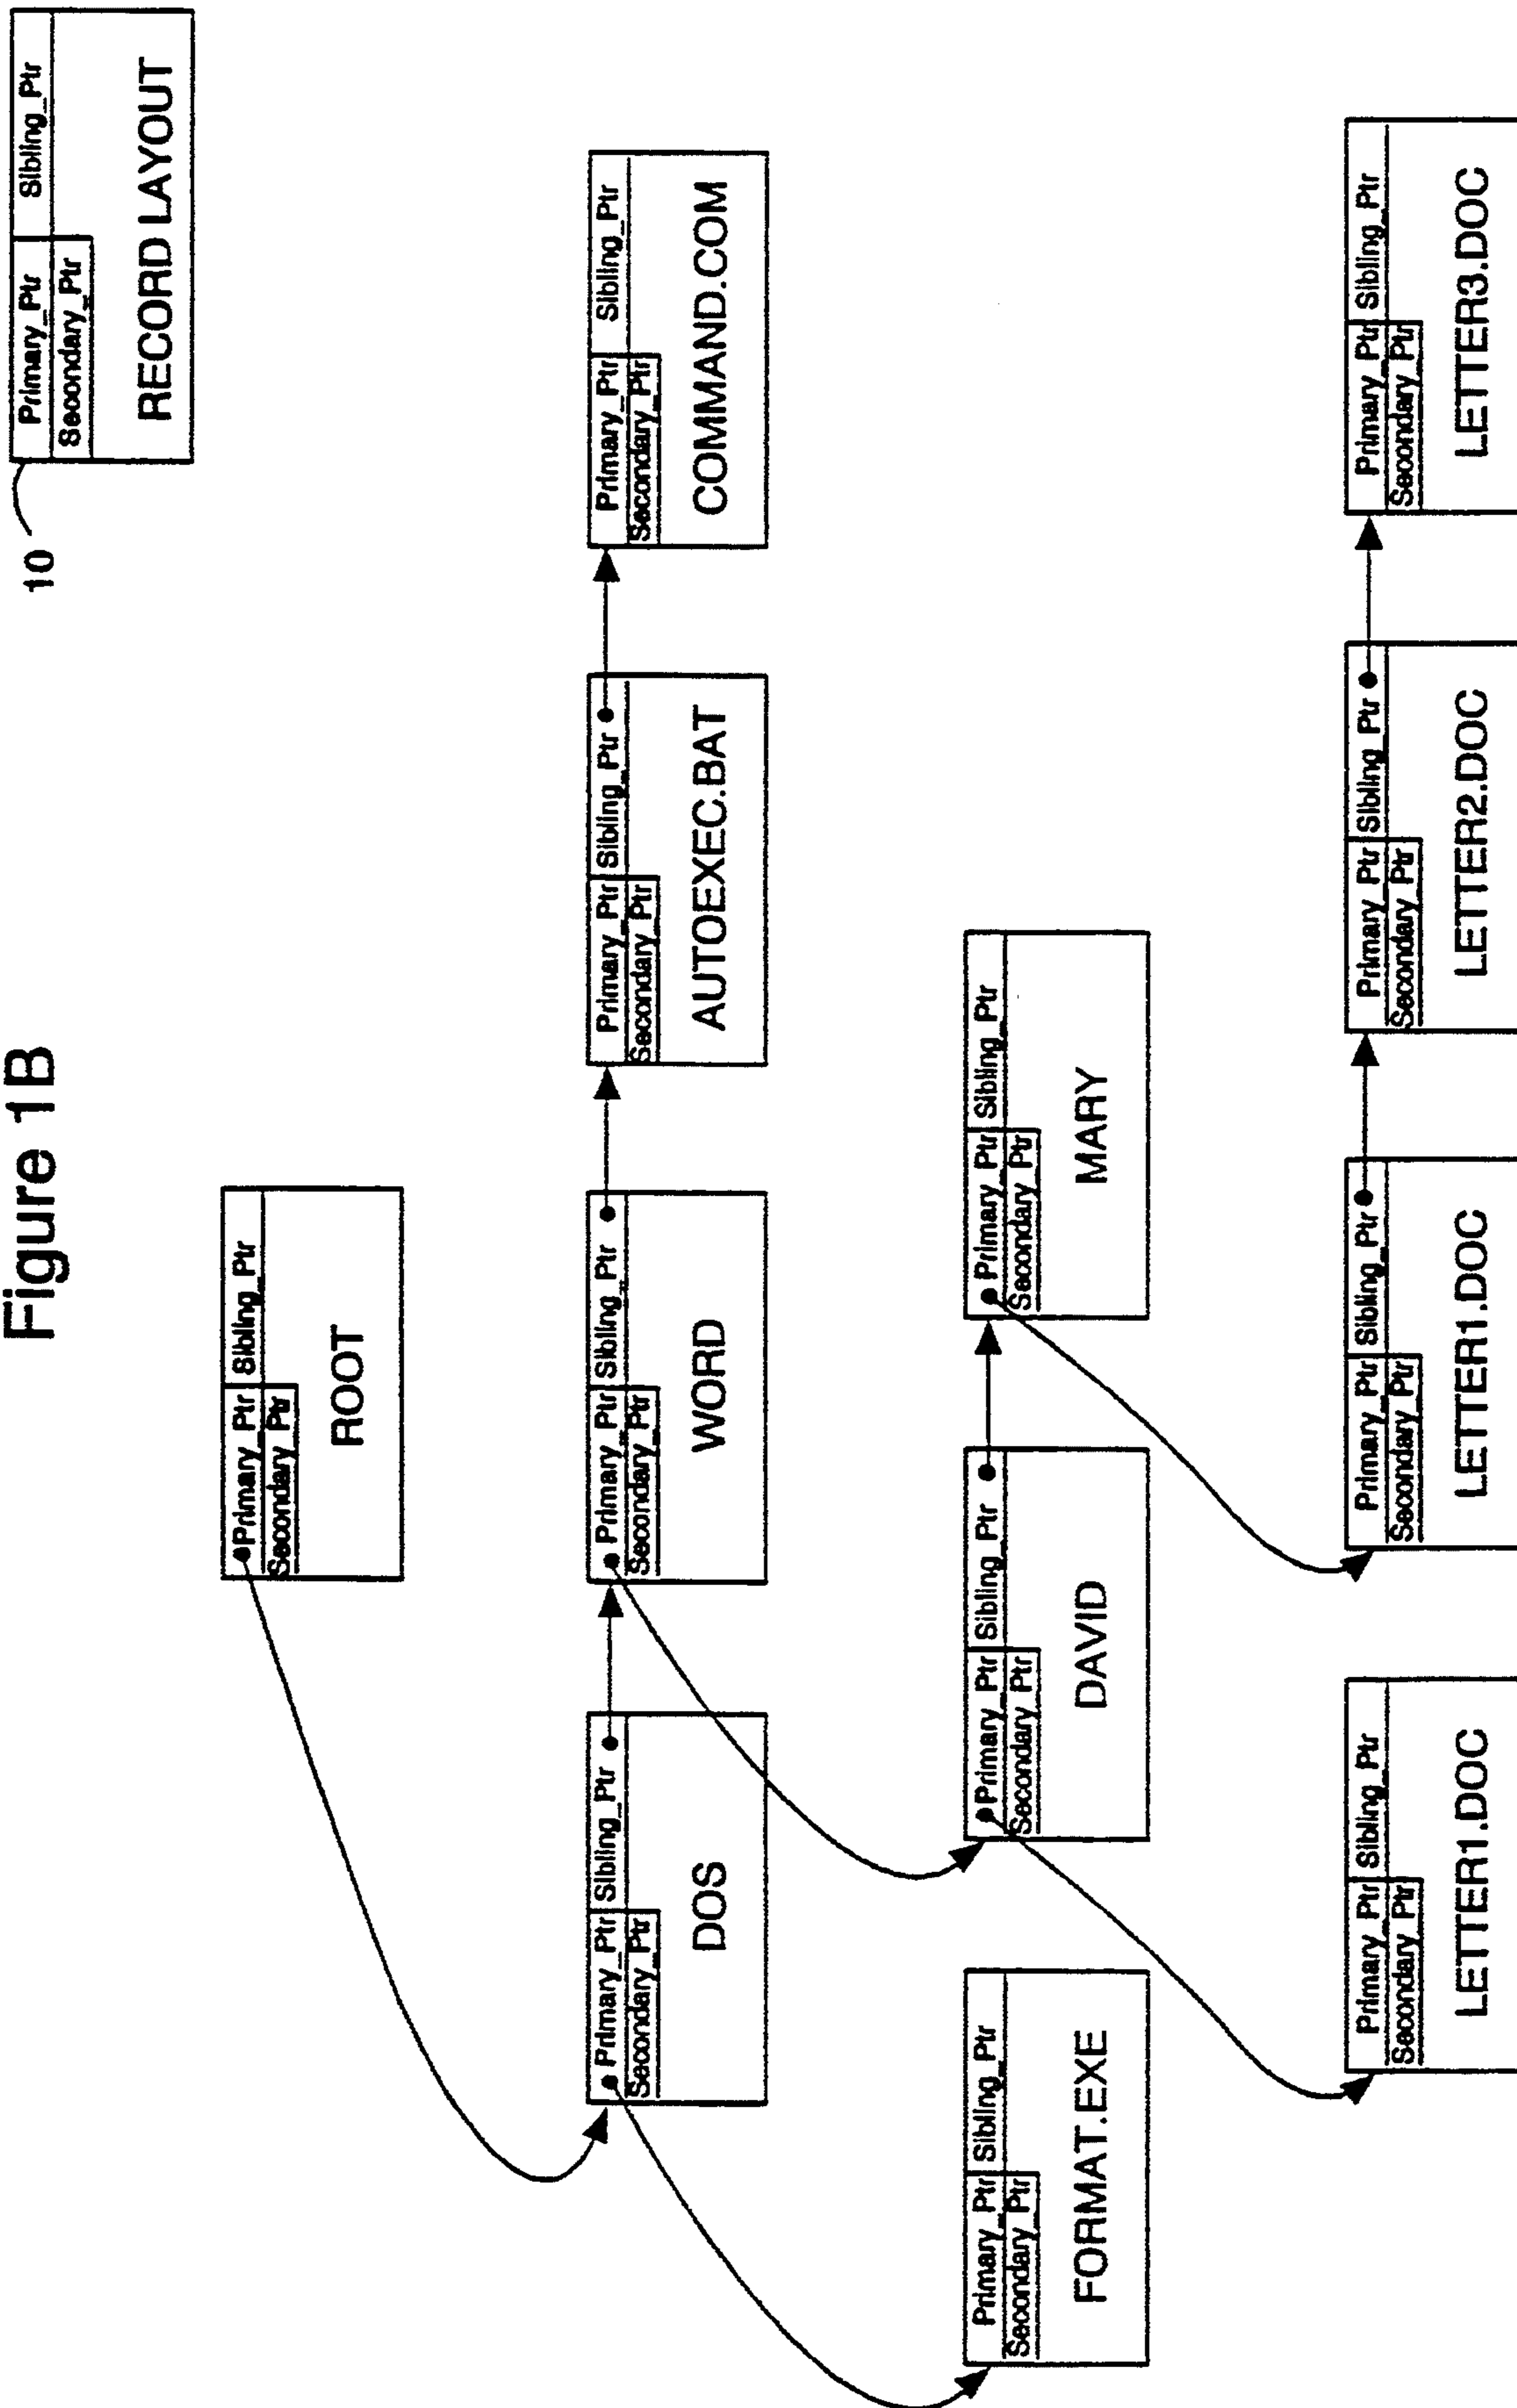 Figure 1B
10
Primary_Ptr Sibling_Ptr
Secondary_Ptr
RECORD LAYOUT
Primary_Ptr Sibling_Ptr
Secondary_Ptr
ROOT
Primary_Ptr Sibling_Ptr
Secondary_Ptr
DOS
Primary_Ptr Sibling_Ptr
Secondary_Ptr
WORD
Primary_Ptr Sibling_Ptr
Secondary_Ptr
AUTOEXEC.BAT
Primary_Ptr Sibling_Ptr
Secondary_Ptr
COMMAND.COM
Primary_Ptr Sibling_Ptr
Secondary_Ptr
FORMAT.EXE
Primary_Ptr Sibling_Ptr
Secondary_Ptr
DAVID
Primary_Ptr Sibling_Ptr
Secondary_Ptr
MARY
Primary_Ptr Sibling_Ptr
Secondary_Ptr
LETTER1.DOC
Primary_Ptr Sibling_Ptr
Secondary_Ptr
LETTER1.DOC
Primary_Ptr Sibling_Ptr
Secondary_Ptr
LETTER2.DOC
Primary_Ptr Sibling_Ptr
Secondary_Ptr
LETTER3.DOC